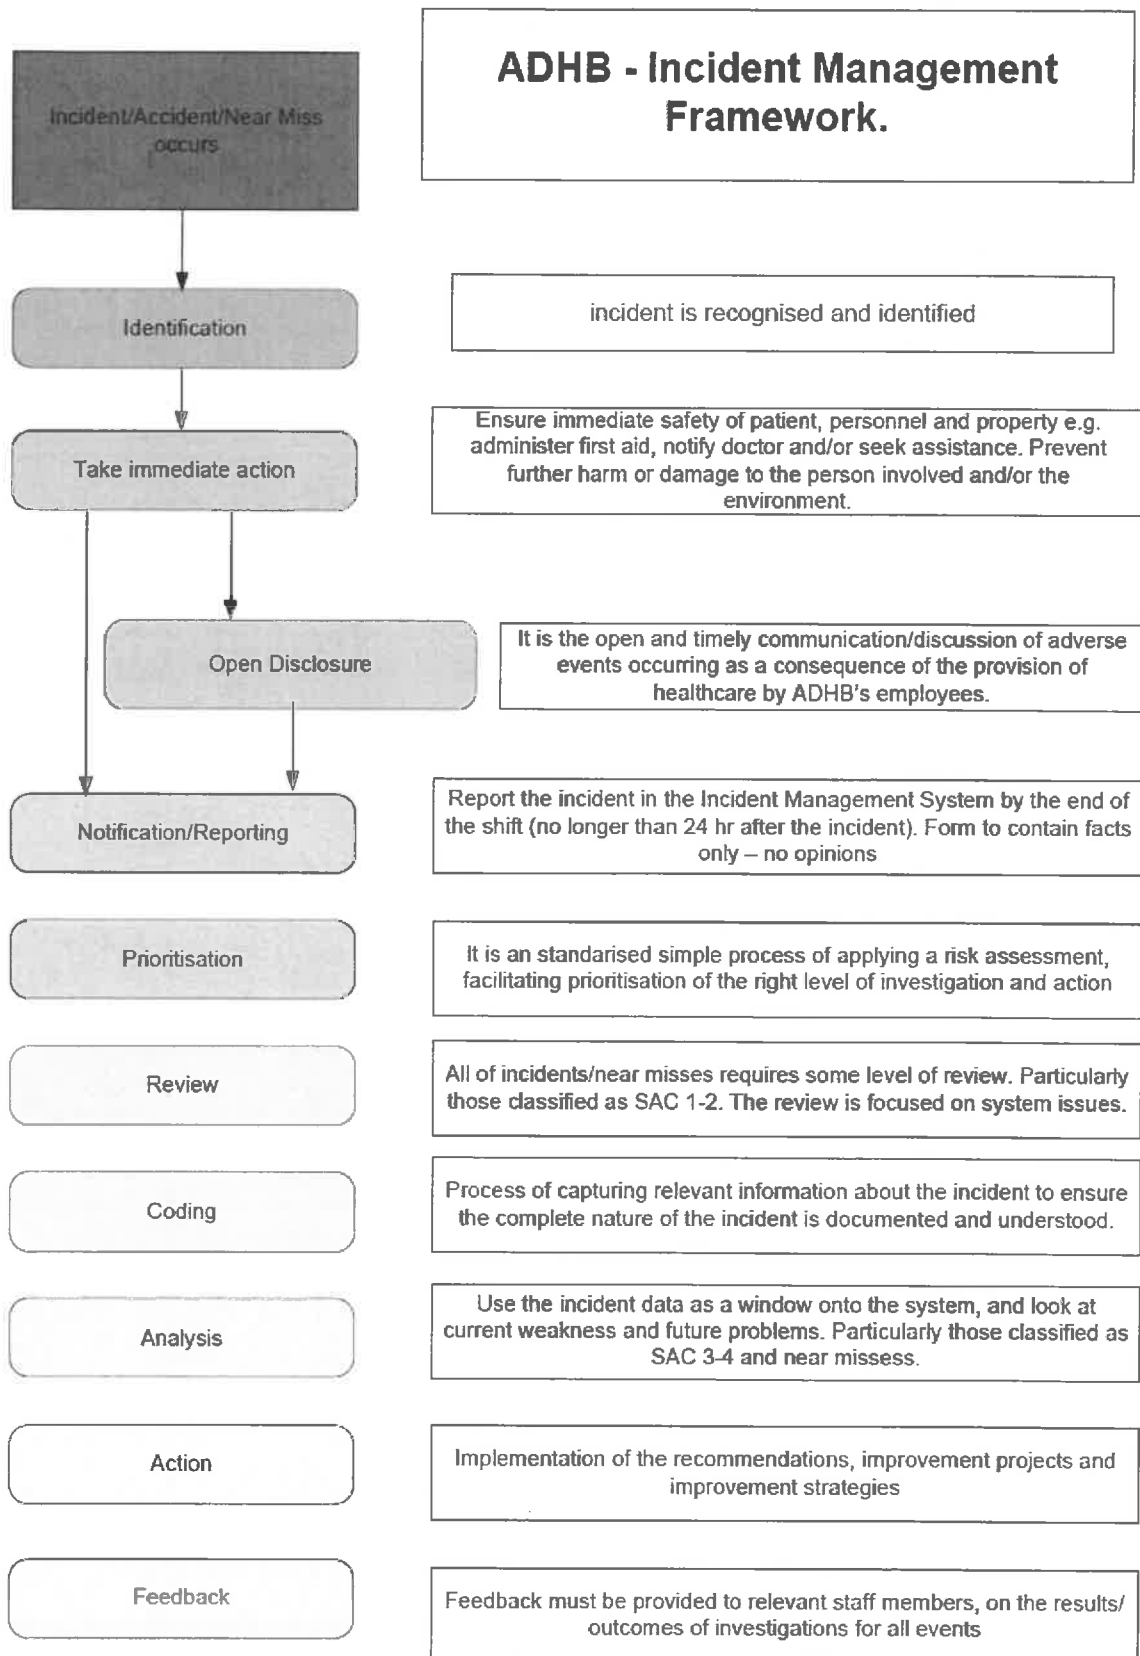 ADHB - Incident Management
Framework.
Incident/Accident/Near Miss
occurs
Identification
incident is recognised and identified
Take immediate action
Ensure immediate safety of patient, personnel and property e.g.
administer first aid, notify doctor and/or seek assistance. Prevent
further harm or damage to the person involved and/or the
environment.
Open Disclosure
It is the open and timely communication/discussion of adverse
events occurring as a consequence of the provision of
healthcare by ADHB's employees.
Notification/Reporting
Report the incident in the Incident Management System by the end of
the shift (no longer than 24 hr after the incident). Form to contain facts
only – no opinions
Prioritisation
It is an standarised simple process of applying a risk assessment,
facilitating prioritisation of the right level of investigation and action
Review
All of incidents/near misses requires some level of review. Particularly
those classified as SAC 1-2. The review is focused on system issues.
Coding
Process of capturing relevant information about the incident to ensure
the complete nature of the incident is documented and understood.
Analysis
Use the incident data as a window onto the system, and look at
current weakness and future problems. Particularly those classified as
SAC 3-4 and near missess.
Action
Implementation of the recommendations, improvement projects and
improvement strategies
Feedback
Feedback must be provided to relevant staff members, on the results/
outcomes of investigations for all events